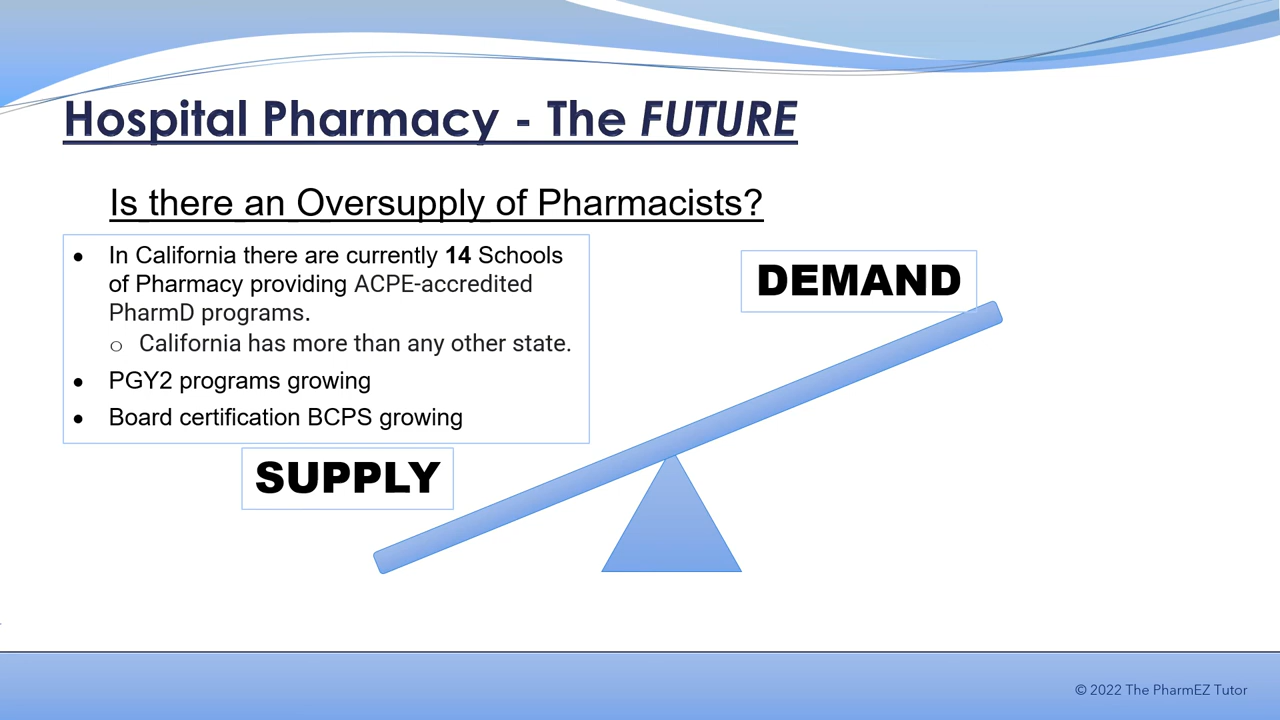 Hospital Pharmacy - The FUTURE
Is there an Oversupply of Pharmacists?
• In California there are currently 14 Schools
of Pharmacy providing ACPE-accredited
PharmD programs.
○ California has more than any other state.
• PGY2 programs growing
• Board certification BCPS growing
DEMAND
SUPPLY
© 2022 The PharmEZ Tutor